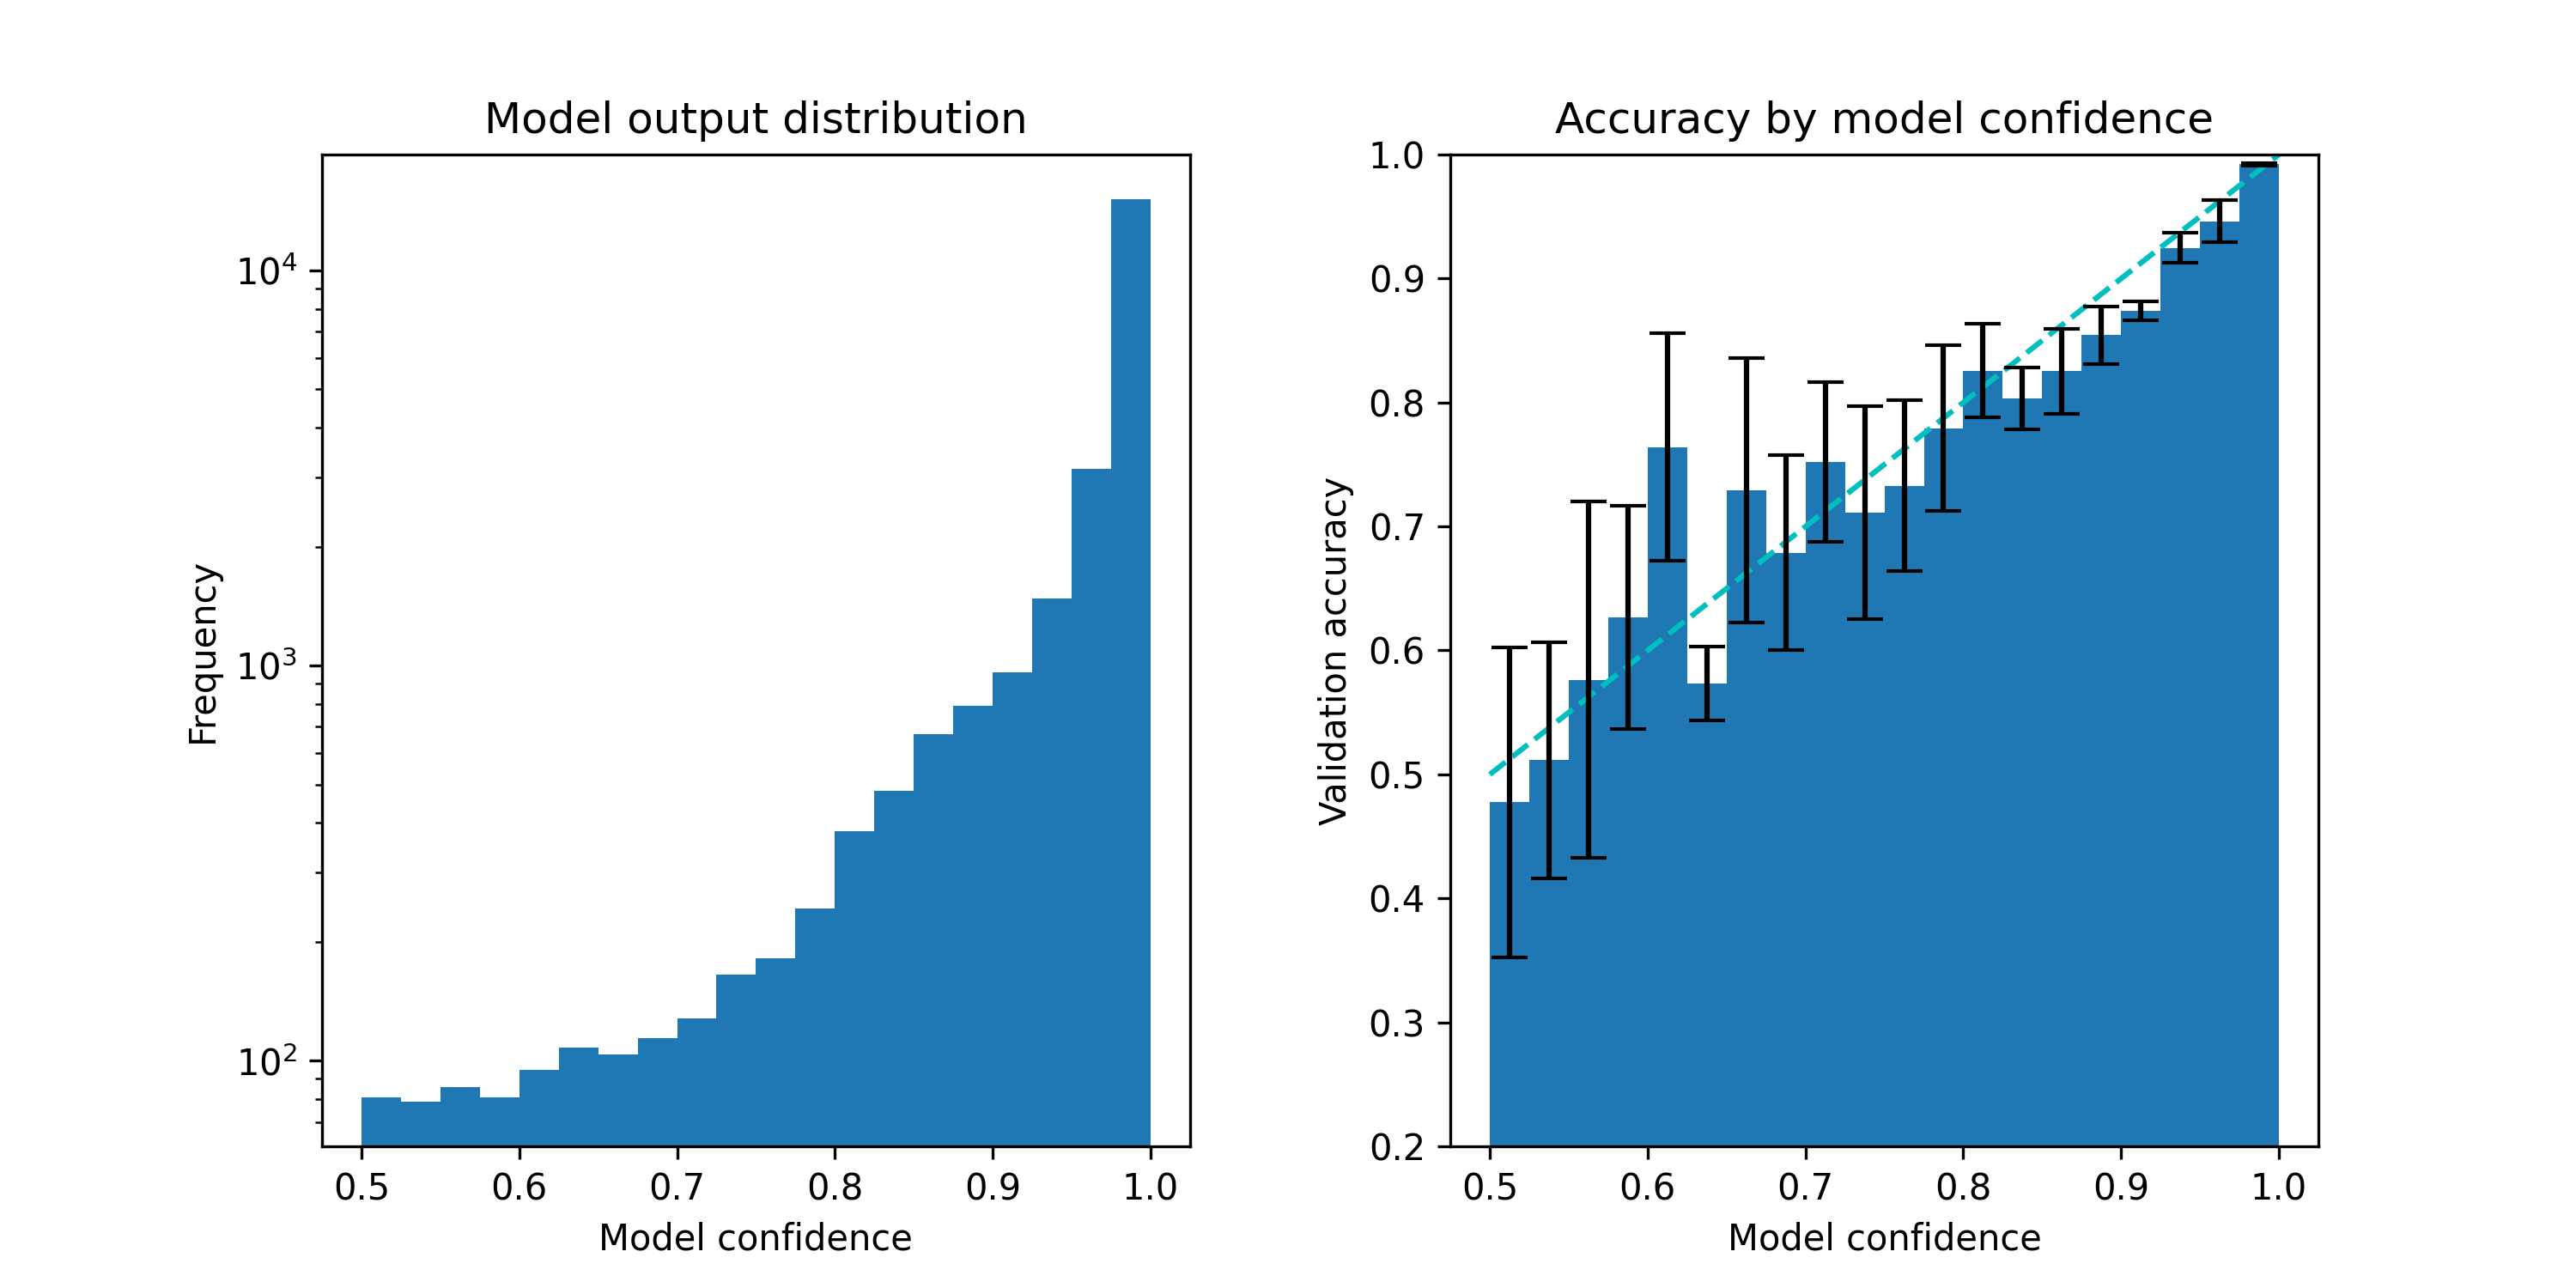 Model output distribution
Accuracy by model confidence
Frequency
10⁴
10³
10²
0.5 0.6 0.7 0.8 0.9 1.0
Model confidence
Validation accuracy
1.0
0.9
0.8
0.7
0.6
0.5
0.4
0.3
0.2
0.5 0.6 0.7 0.8 0.9 1.0
Model confidence